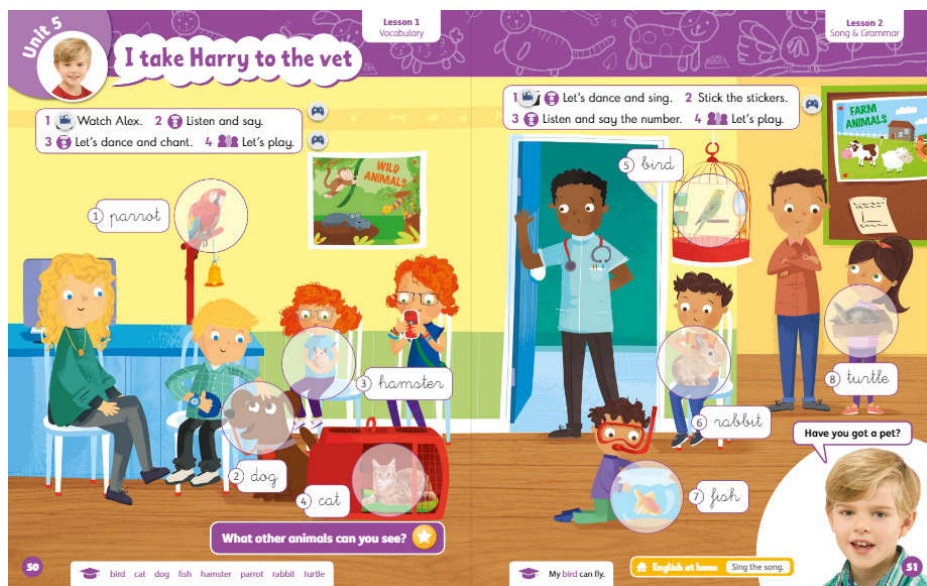 Unit 5
I take Harry to the vet
Lesson 1
Vocabulary
1 Watch Alex. 2 Listen and say.
3 Let's dance and chant. 4 Let's play.
WILD
ANIMALS
1 parrot
2 dog
3 hamster
4 cat
What other animals can you see?
50
bird cat dog fish hamster parrot rabbit turtle
Lesson 2
Song & Grammar
1 Let's dance and sing. 2 Stick the stickers.
3 Listen and say the number. 4 Let's play.
FARM
ANIMALS
5 bird
6 rabbit
7 fish
8 turtle
Have you got a pet?
My bird can fly.
English at home Sing the song.
51